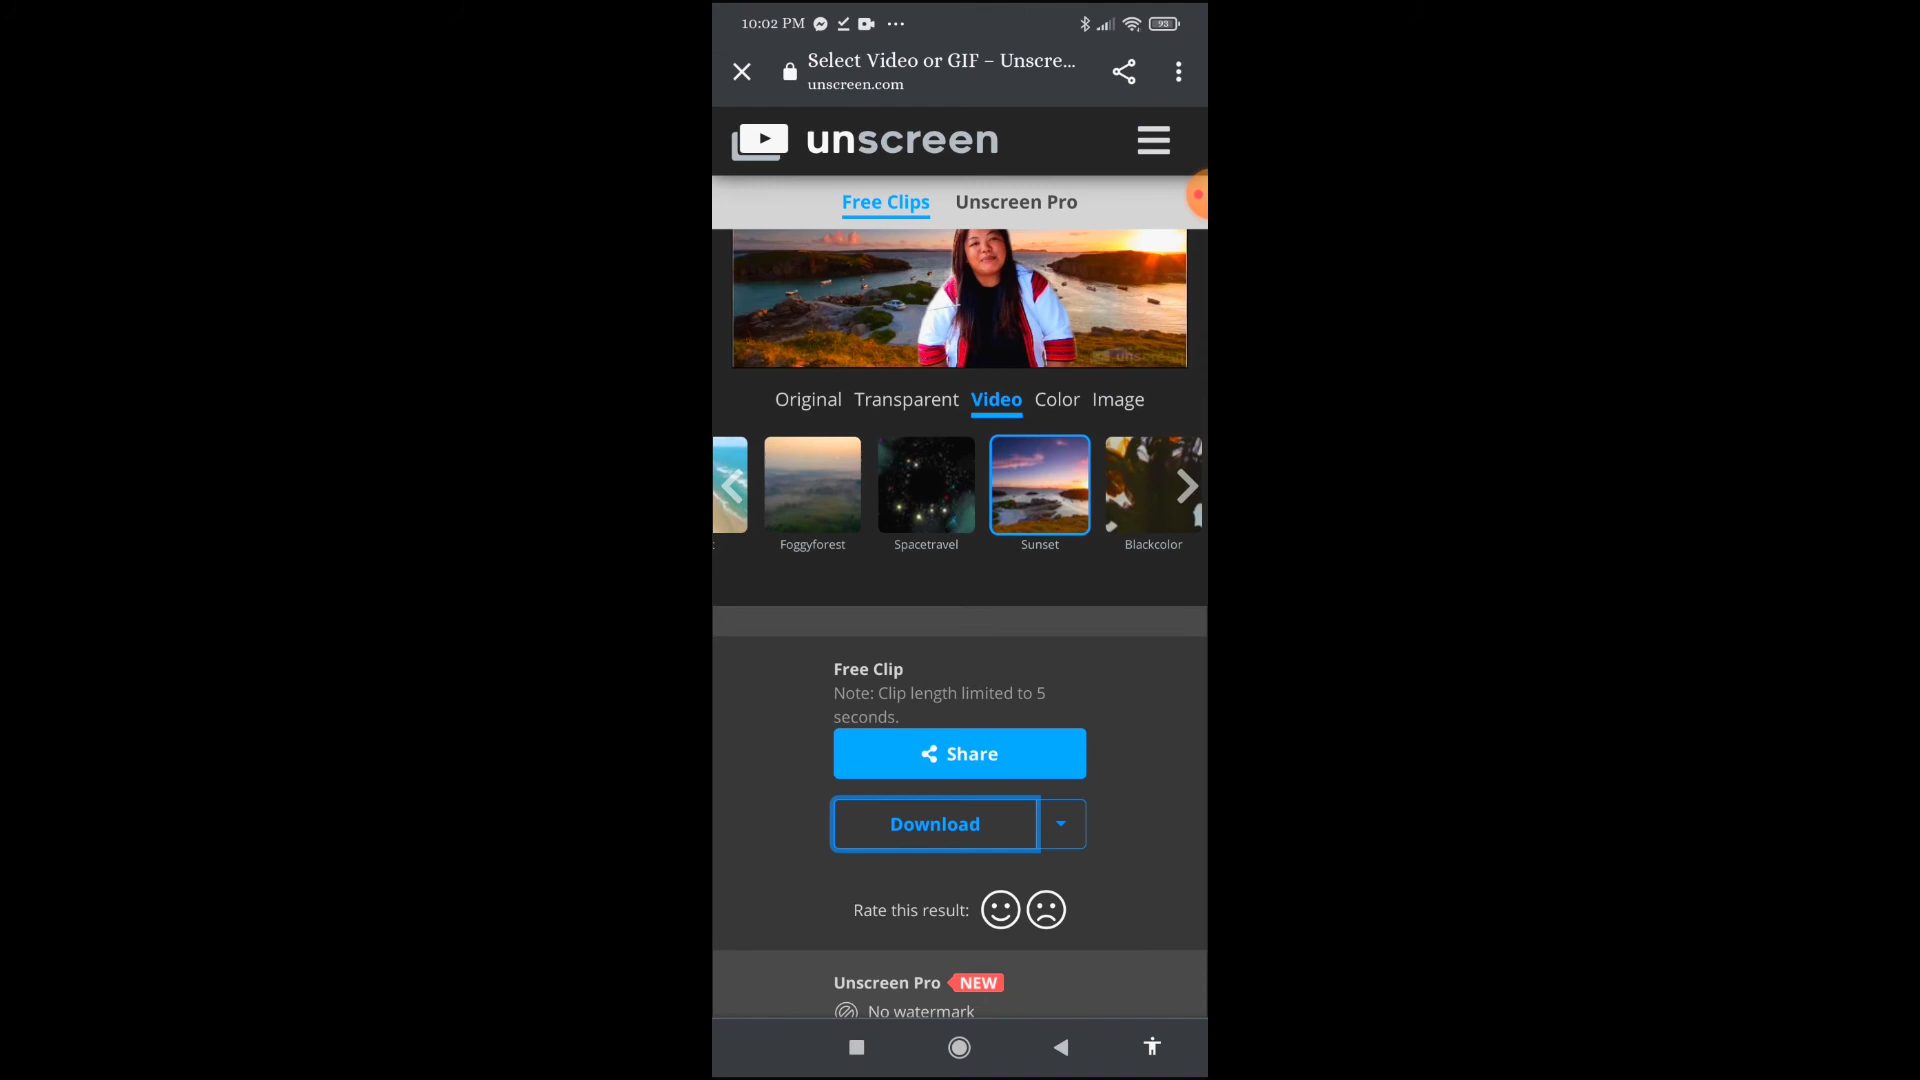 10:02 PM
93
Select Video or GIF – Unscre...
unscreen.com
unscreen
Free Clips Unscreen Pro
unscreen
Original Transparent Video Color Image
Foggyforest Spacetravel Sunset Blackcolor
Free Clip
Note: Clip length limited to 5
seconds.
Share
Download
Rate this result:
Unscreen Pro NEW
No watermark